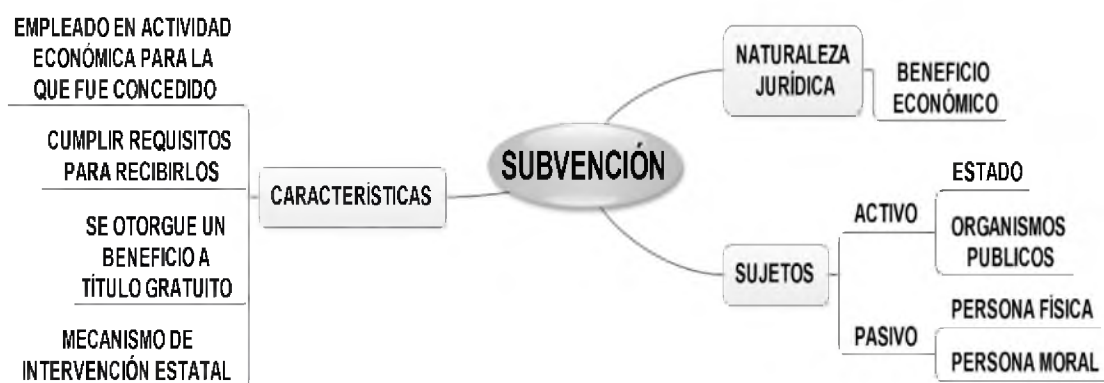 EMPLEADO EN ACTIVIDAD
ECONÓMICA PARA LA
QUE FUE CONCEDIDO
CUMPLIR REQUISITOS
PARA RECIBIRLOS
SE OTORGUE UN
BENEFICIO A
TÍTULO GRATUITO
MECANISMO DE
INTERVENCIÓN ESTATAL
CARACTERÍSTICAS
SUBVENCIÓN
NATURALEZA
JURÍDICA
BENEFICIO
ECONÓMICO
SUJETOS
ACTIVO
ESTADO
ORGANISMOS
PUBLICOS
PASIVO
PERSONA FÍSICA
PERSONA MORAL